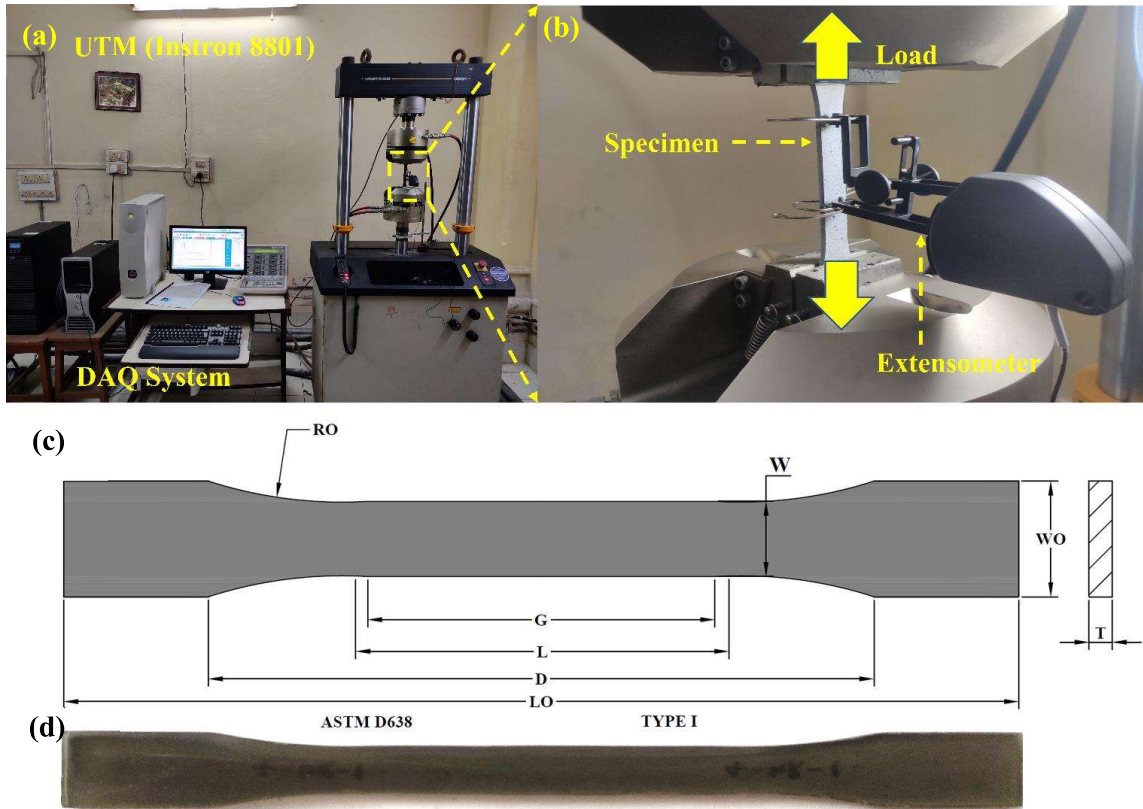 (a)
UTM (Instron 8801)
DAQ System
(b)
Load
Specimen
Extensometer
(c)
RO
W
WO
G
L
T
D
LO
ASTM D638
TYPE I
(d)